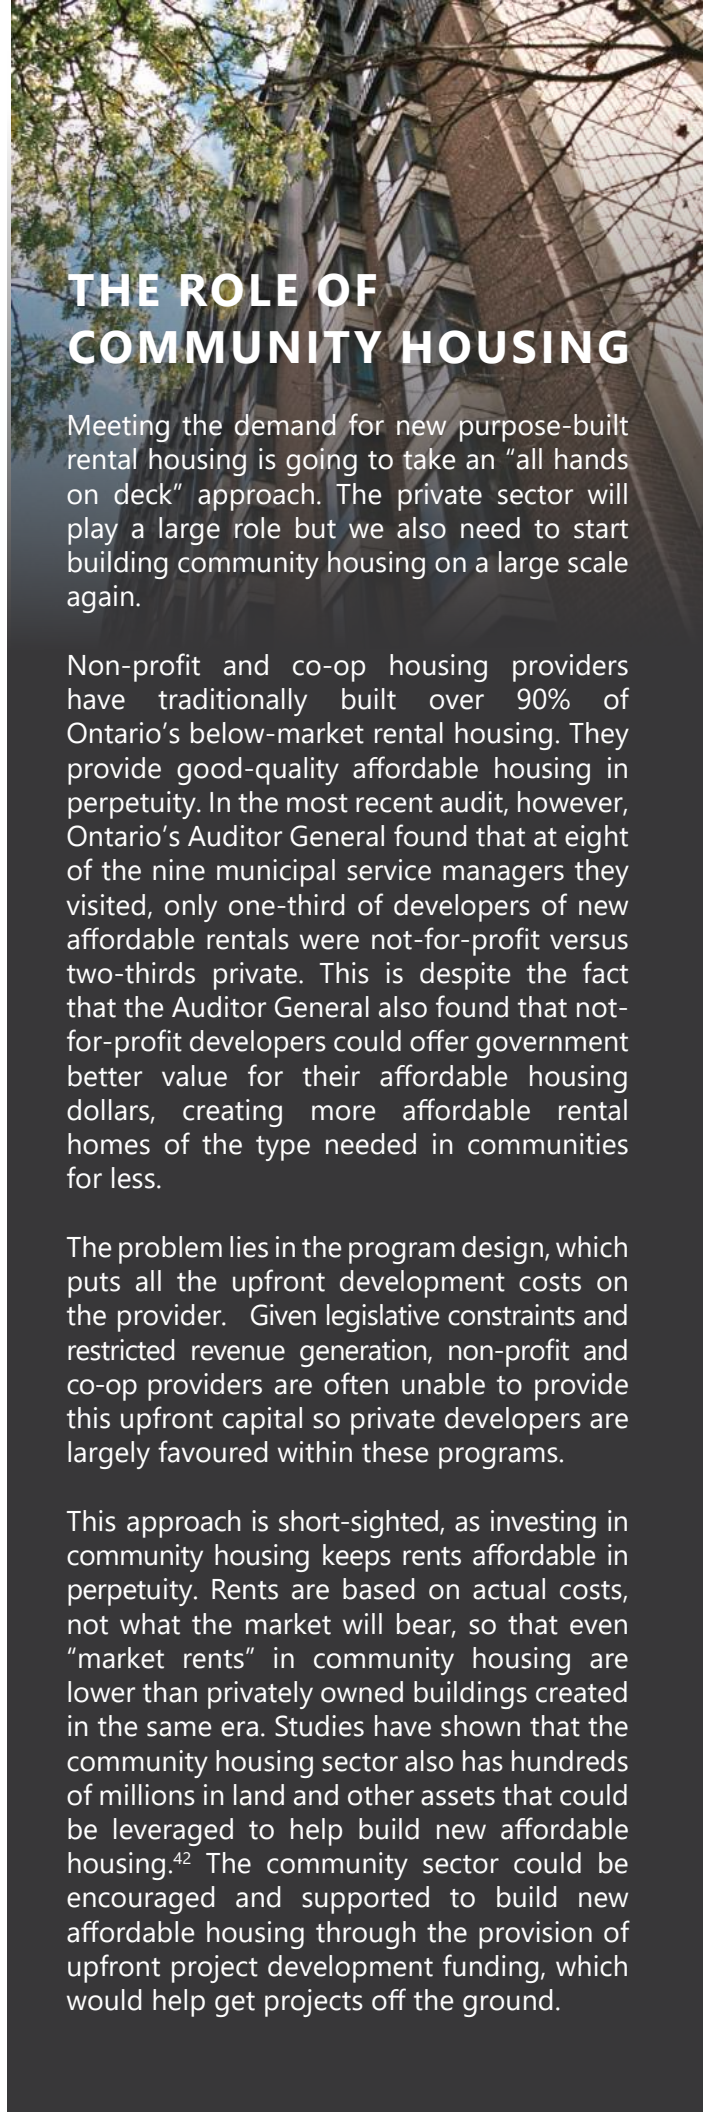 THE ROLE OF
COMMUNITY HOUSING
Meeting the demand for new purpose-built
rental housing is going to take an “all hands
on deck” approach. The private sector will
play a large role but we also need to start
building community housing on a large scale
again.
Non-profit and co-op housing providers
have traditionally built over 90% of
Ontario’s below-market rental housing. They
provide good-quality affordable housing in
perpetuity. In the most recent audit, however,
Ontario’s Auditor General found that at eight
of the nine municipal service managers they
visited, only one-third of developers of new
affordable rentals were not-for-profit versus
two-thirds private. This is despite the fact
that the Auditor General also found that not-
for-profit developers could offer government
better value for their affordable housing
dollars, creating more affordable rental
homes of the type needed in communities
for less.
The problem lies in the program design, which
puts all the upfront development costs on
the provider.   Given legislative constraints and
restricted revenue generation, non-profit and
co-op providers are often unable to provide
this upfront capital so private developers are
largely favoured within these programs.
This approach is short-sighted, as investing in
community housing keeps rents affordable in
perpetuity. Rents are based on actual costs,
not what the market will bear, so that even
“market rents” in community housing are
lower than privately owned buildings created
in the same era. Studies have shown that the
community housing sector also has hundreds
of millions in land and other assets that could
be leveraged to help build new affordable
housing.⁴² The community sector could be
encouraged and supported to build new
affordable housing through the provision of
upfront project development funding, which
would help get projects off the ground.